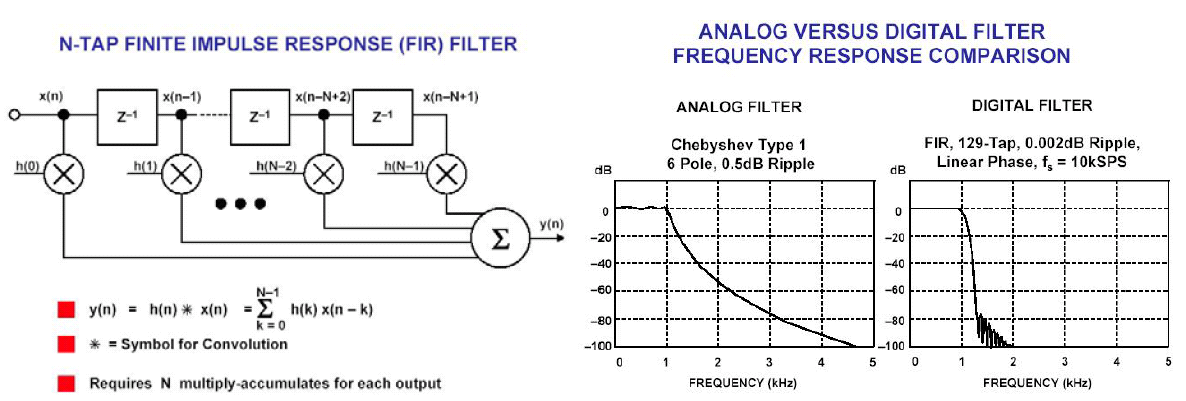 N-TAP FINITE IMPULSE RESPONSE (FIR) FILTER
x(n) x(n–1) x(n–N+2) x(n–N+1)
Z–1 Z–1 Z–1
h(0) h(1) h(N–2) h(N–1)
Σ y(n)
N–1
y(n) = h(n) ✳ x(n) = Σ h(k) x(n – k)
k = 0
✳ = Symbol for Convolution
Requires N multiply-accumulates for each output
ANALOG VERSUS DIGITAL FILTER
FREQUENCY RESPONSE COMPARISON
ANALOG FILTER
Chebyshev Type 1
6 Pole, 0.5dB Ripple
dB
0
–20
–40
–60
–80
–100
0 1 2 3 4 5
FREQUENCY (kHz)
DIGITAL FILTER
FIR, 129-Tap, 0.002dB Ripple,
Linear Phase, fs = 10kSPS
dB
0
–20
–40
–60
–80
–100
0 1 2 3 4 5
FREQUENCY (kHz)